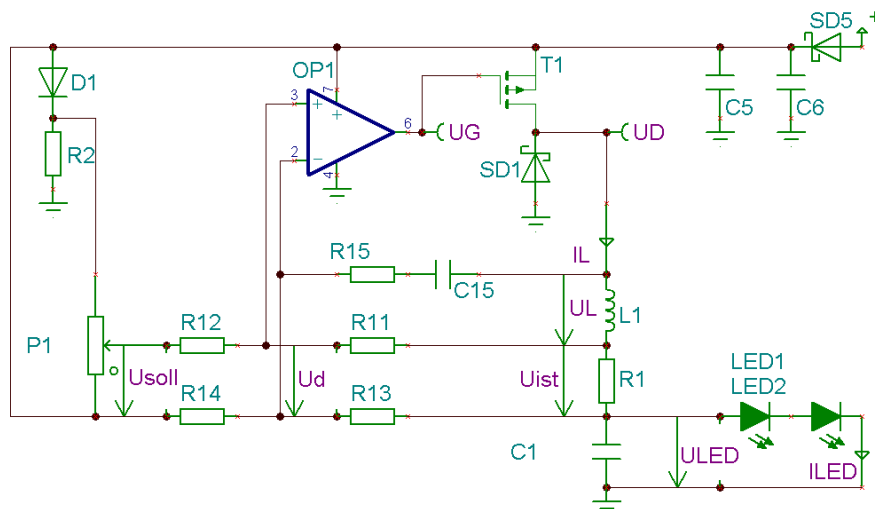 SD5
+
D1
OP1
T1
7
3
+
+
6
UG
UD
C5
C6
R2
2
−
4
SD1
R15
IL
C15
UL
L1
P1
R12
R11
Usoll
Ud
Uist
R1
LED1
LED2
R14
R13
C1
ULED
ILED